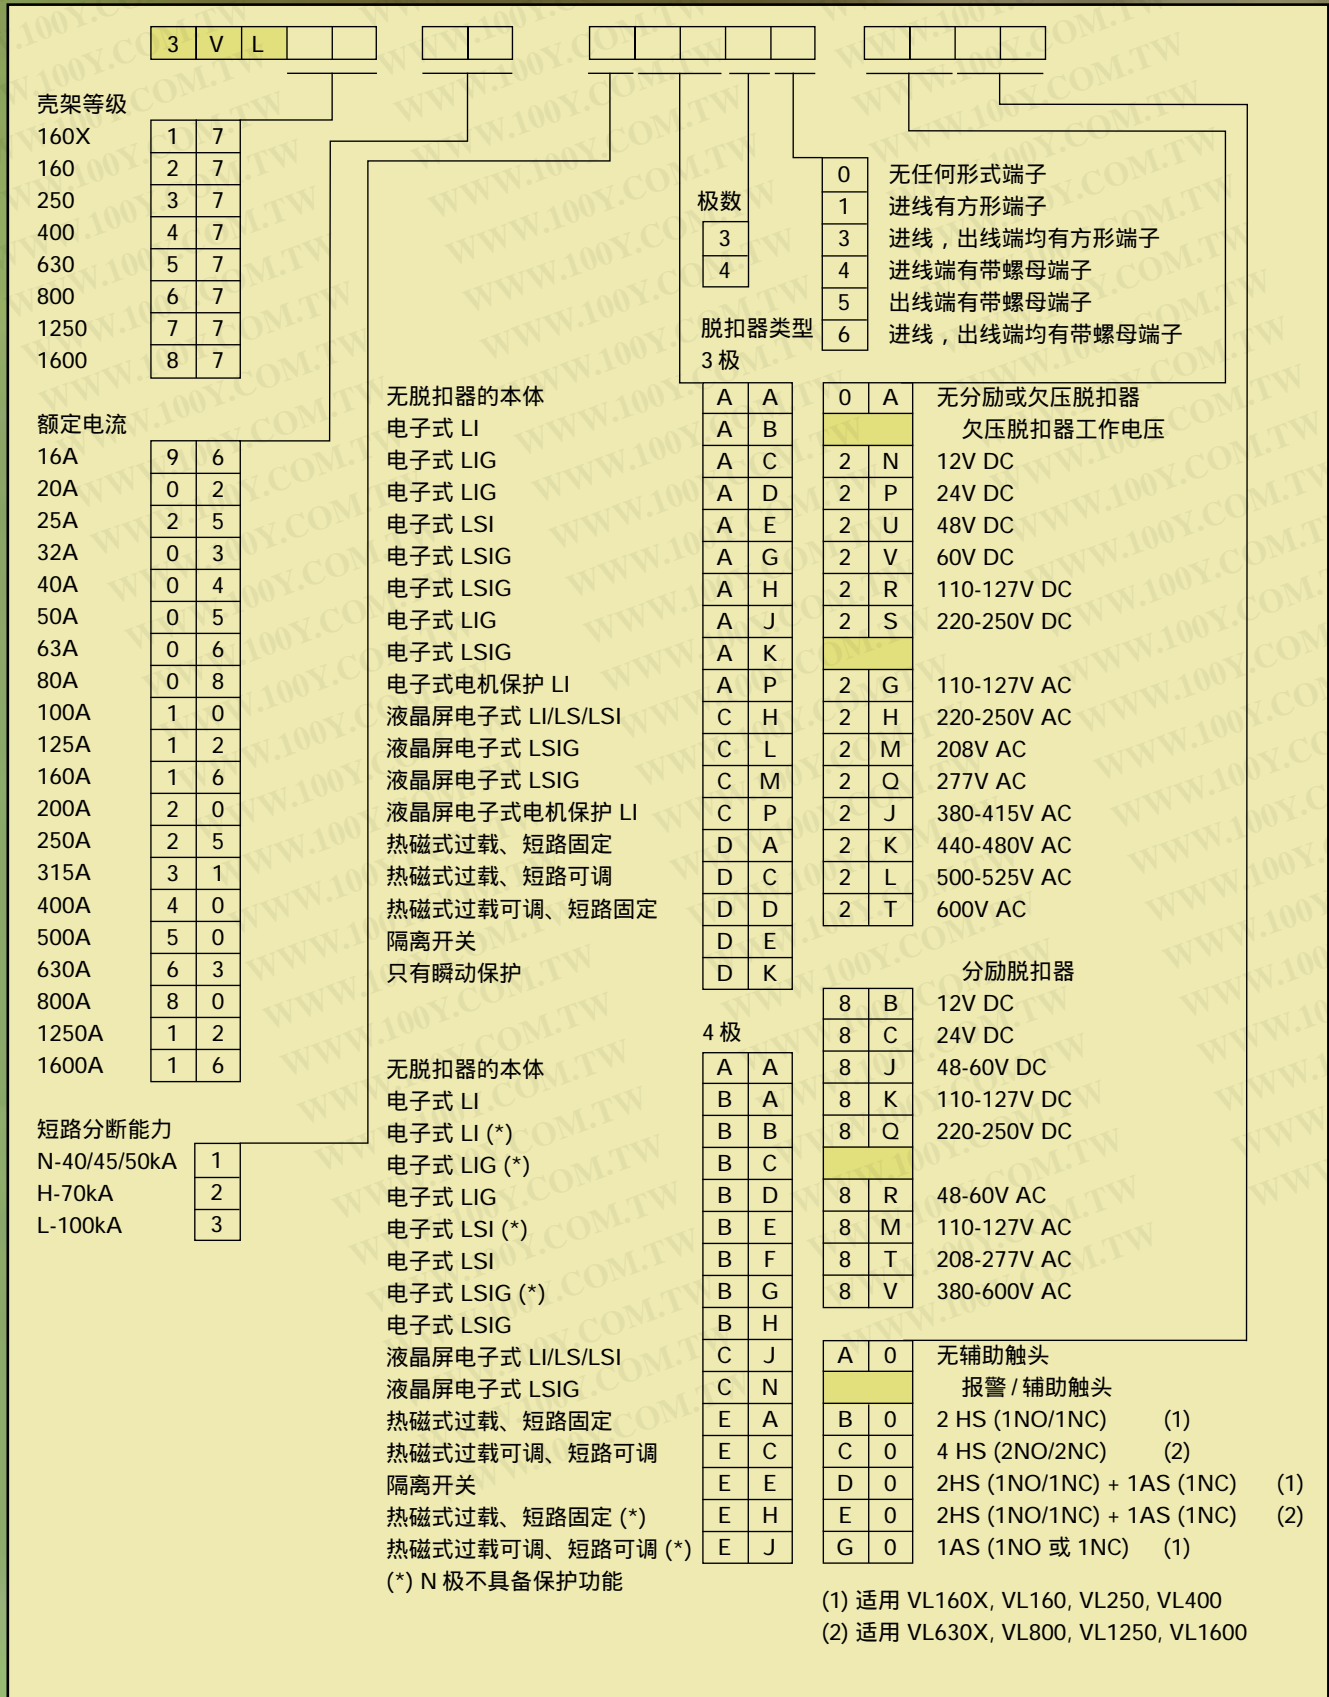 3 V L
壳架等级
160X 1 7
160 2 7
250 3 7
400 4 7
630 5 7
800 6 7
1250 7 7
1600 8 7
额定电流
16A 9 6
20A 0 2
25A 2 5
32A 0 3
40A 0 4
50A 0 5
63A 0 6
80A 0 8
100A 1 0
125A 1 2
160A 1 6
200A 2 0
250A 2 5
315A 3 1
400A 4 0
500A 5 0
630A 6 3
800A 8 0
1250A 1 2
1600A 1 6
短路分断能力
N-40/45/50kA 1
H-70kA 2
L-100kA 3
极数
3
4
0 无任何形式端子
1 进线有方形端子
3 进线，出线端均有方形端子
4 进线端有带螺母端子
5 出线端有带螺母端子
6 进线，出线端均有带螺母端子
脱扣器类型
3 极
无脱扣器的本体 A A
电子式 LI A B
电子式 LIG A C
电子式 LIG A D
电子式 LSI A E
电子式 LSIG A G
电子式 LSIG A H
电子式 LIG A J
电子式 LSIG A K
电子式电机保护 LI A P
液晶屏电子式 LI/LS/LSI C H
液晶屏电子式 LSIG C L
液晶屏电子式 LSIG C M
液晶屏电子式电机保护 LI C P
热磁式过载、短路固定 D A
热磁式过载、短路可调 D C
热磁式过载可调、短路固定 D D
隔离开关 D E
只有瞬动保护 D K
4 极
无脱扣器的本体 A A
电子式 LI B A
电子式 LI (*) B B
电子式 LIG (*) B C
电子式 LIG B D
电子式 LSI (*) B E
电子式 LSI B F
电子式 LSIG (*) B G
电子式 LSIG B H
液晶屏电子式 LI/LS/LSI C J
液晶屏电子式 LSIG C N
热磁式过载、短路固定 E A
热磁式过载可调、短路可调 E C
隔离开关 E E
热磁式过载、短路固定 (*) E H
热磁式过载可调、短路可调 (*) E J
(*) N 极不具备保护功能
0 A 无分励或欠压脱扣器
欠压脱扣器工作电压
2 N 12V DC
2 P 24V DC
2 U 48V DC
2 V 60V DC
2 R 110-127V DC
2 S 220-250V DC
2 G 110-127V AC
2 H 220-250V AC
2 M 208V AC
2 Q 277V AC
2 J 380-415V AC
2 K 440-480V AC
2 L 500-525V AC
2 T 600V AC
分励脱扣器
8 B 12V DC
8 C 24V DC
8 J 48-60V DC
8 K 110-127V DC
8 Q 220-250V DC
8 R 48-60V AC
8 M 110-127V AC
8 T 208-277V AC
8 V 380-600V AC
A 0 无辅助触头
报警 / 辅助触头
B 0 2 HS (1NO/1NC) (1)
C 0 4 HS (2NO/2NC) (2)
D 0 2HS (1NO/1NC) + 1AS (1NC) (1)
E 0 2HS (1NO/1NC) + 1AS (1NC) (2)
G 0 1AS (1NO 或 1NC) (1)
(1) 适用 VL160X, VL160, VL250, VL400
(2) 适用 VL630X, VL800, VL1250, VL1600
WWW.100Y.COM.TW